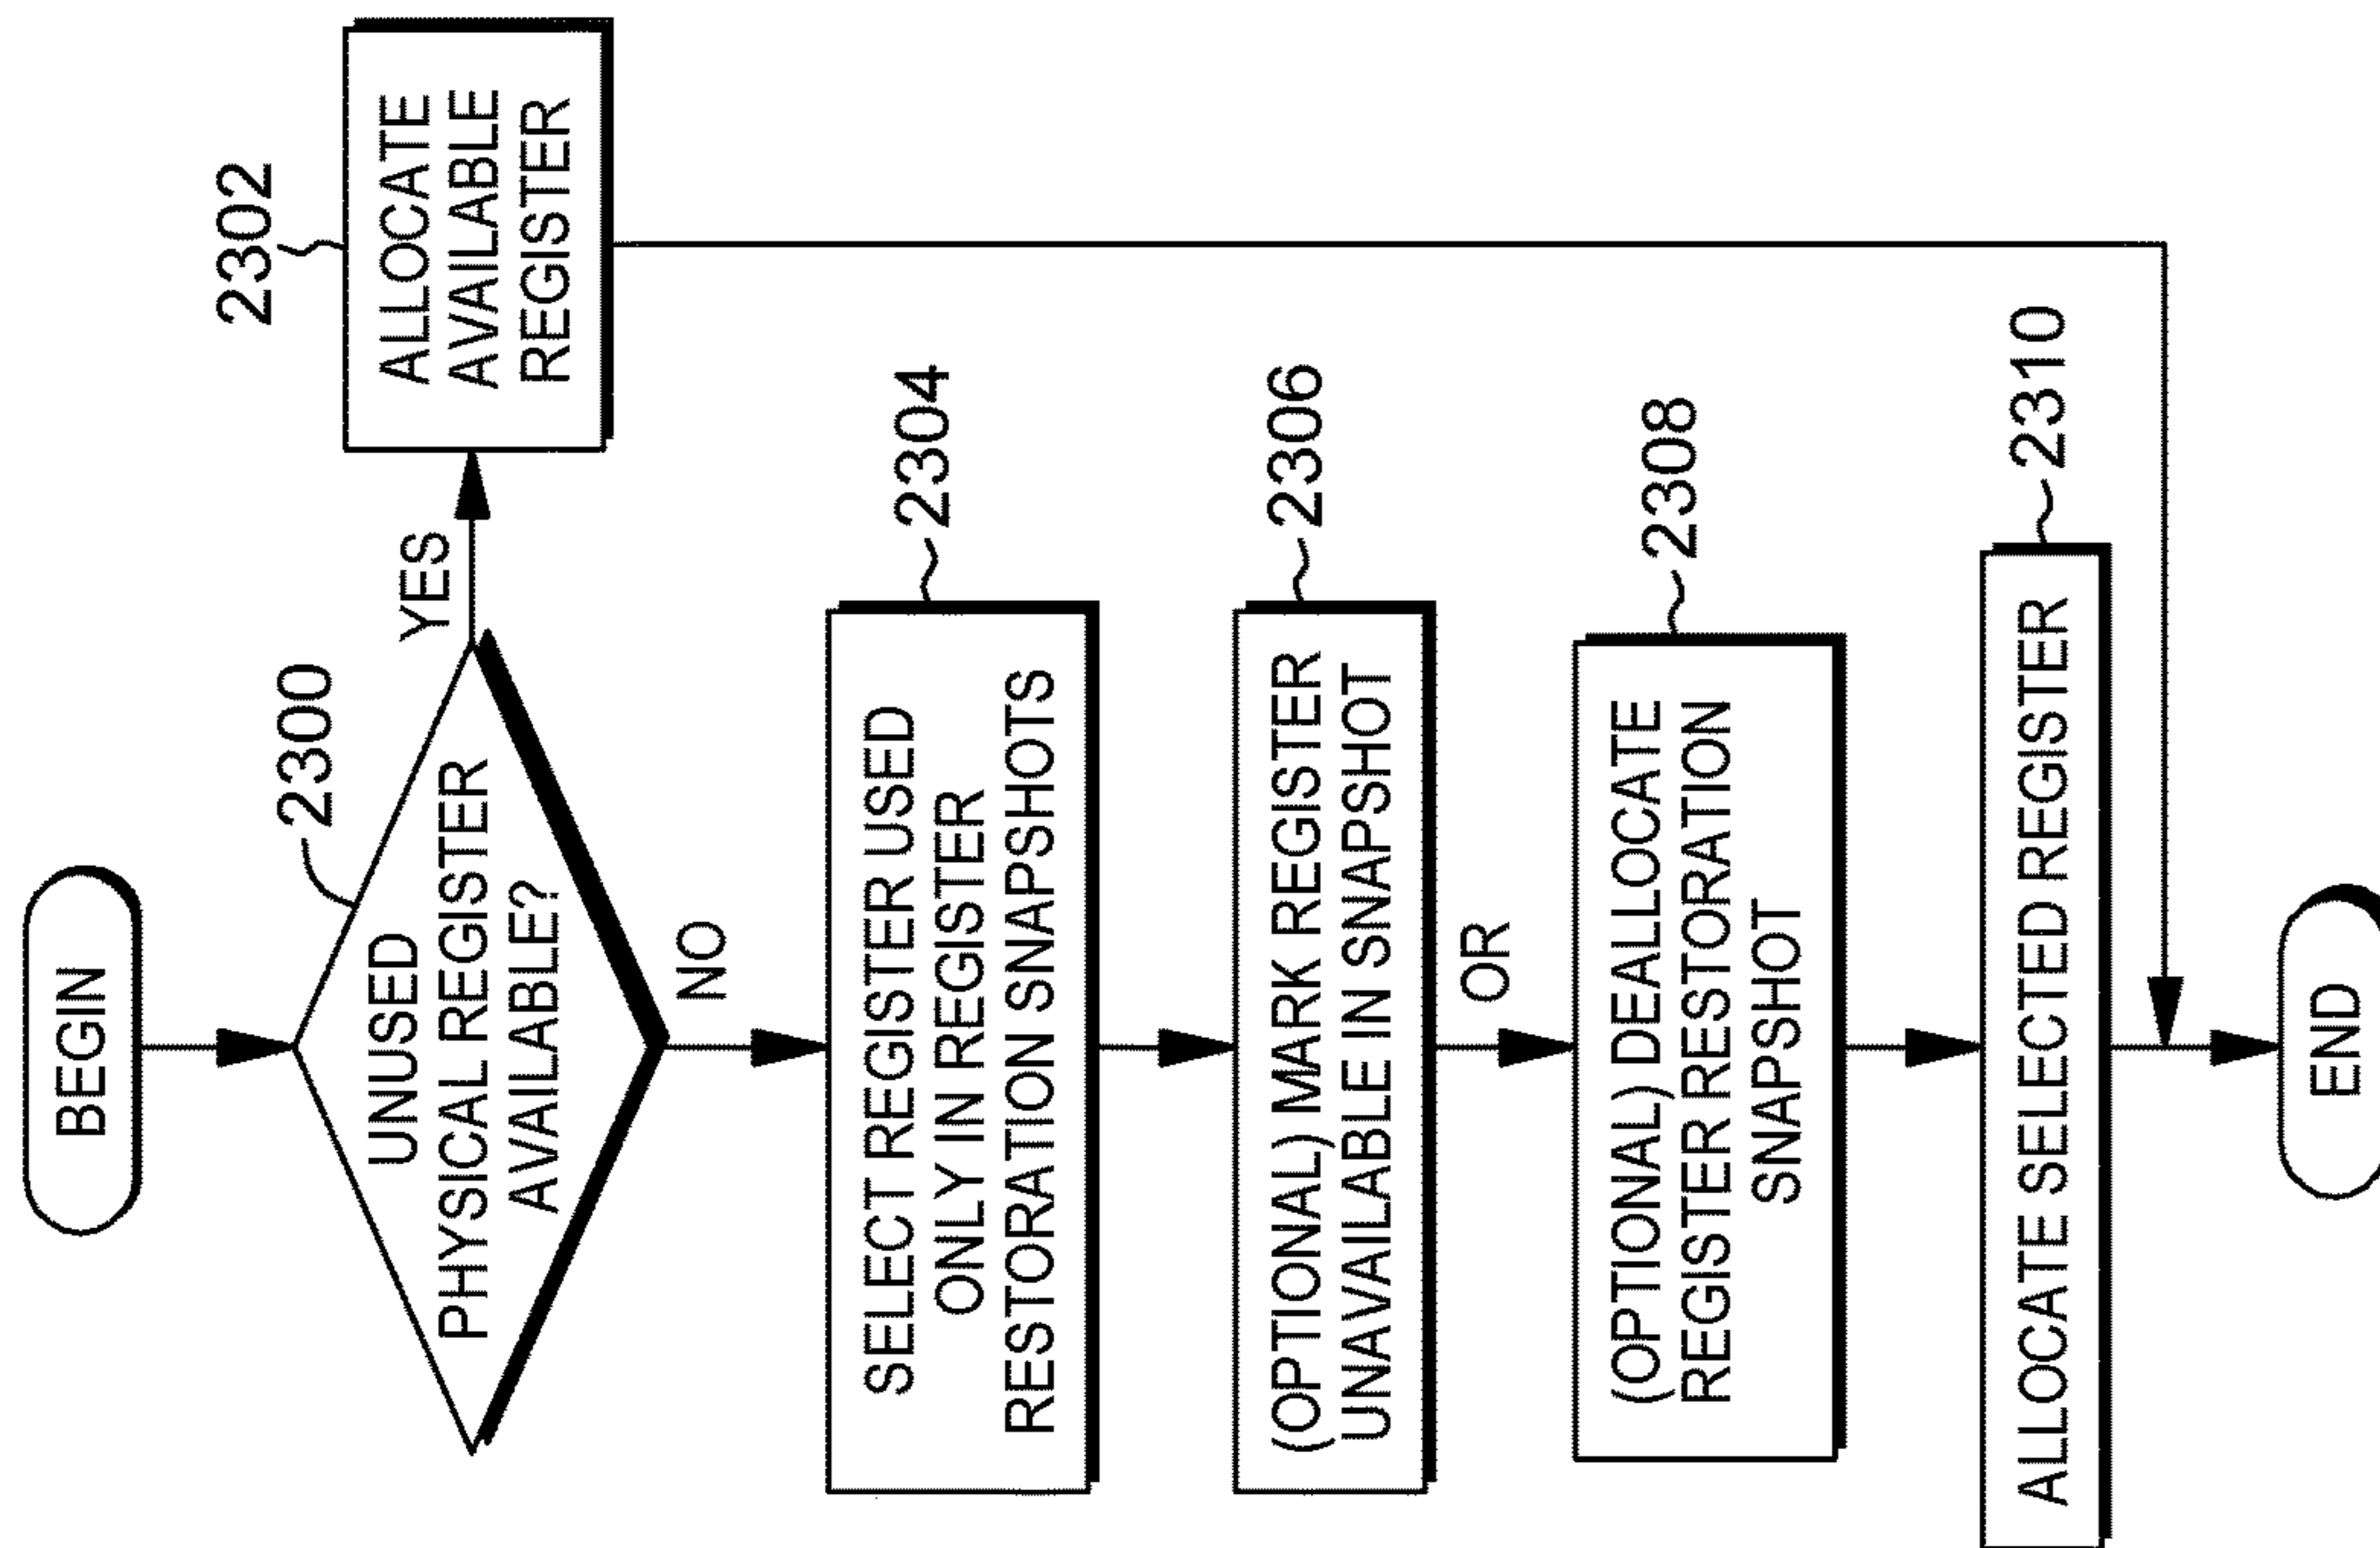 BEGIN
2300
UNUSED
PHYSICAL REGISTER
AVAILABLE?
YES
2302
ALLOCATE
AVAILABLE
REGISTER
NO
2304
SELECT REGISTER USED
ONLY IN REGISTER
RESTORATION SNAPSHOTS
2306
(OPTIONAL) MARK REGISTER
UNAVAILABLE IN SNAPSHOT
OR
2308
(OPTIONAL) DEALLOCATE
REGISTER RESTORATION
SNAPSHOT
2310
ALLOCATE SELECTED REGISTER
END